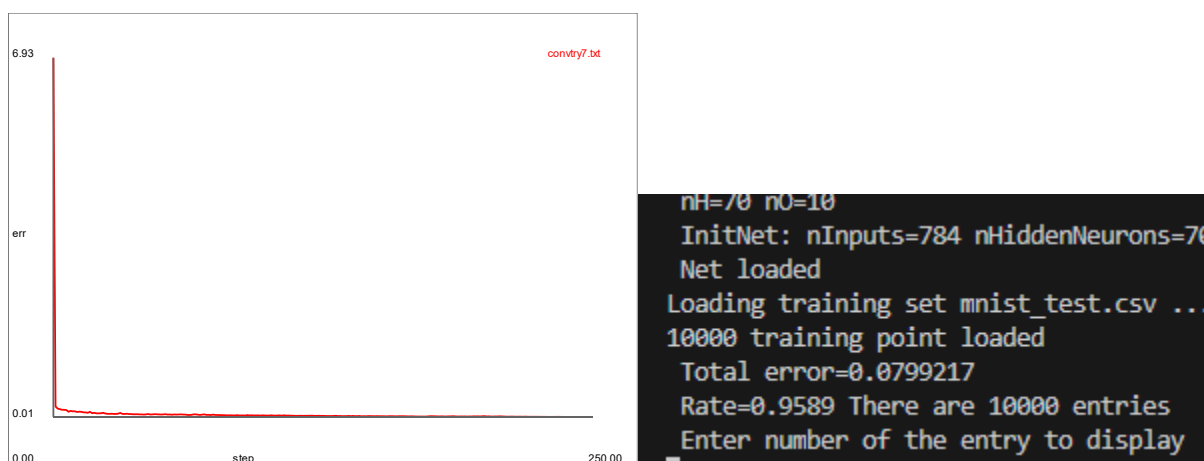 6.93
convtry7.txt
err
0.01
0.00
step
250.00
nH=70 nO=10
InitNet: nInputs=784 nHiddenNeurons=70
Net loaded
Loading training set mnist_test.csv ...
10000 training point loaded
Total error=0.0799217
Rate=0.9589 There are 10000 entries
Enter number of the entry to display